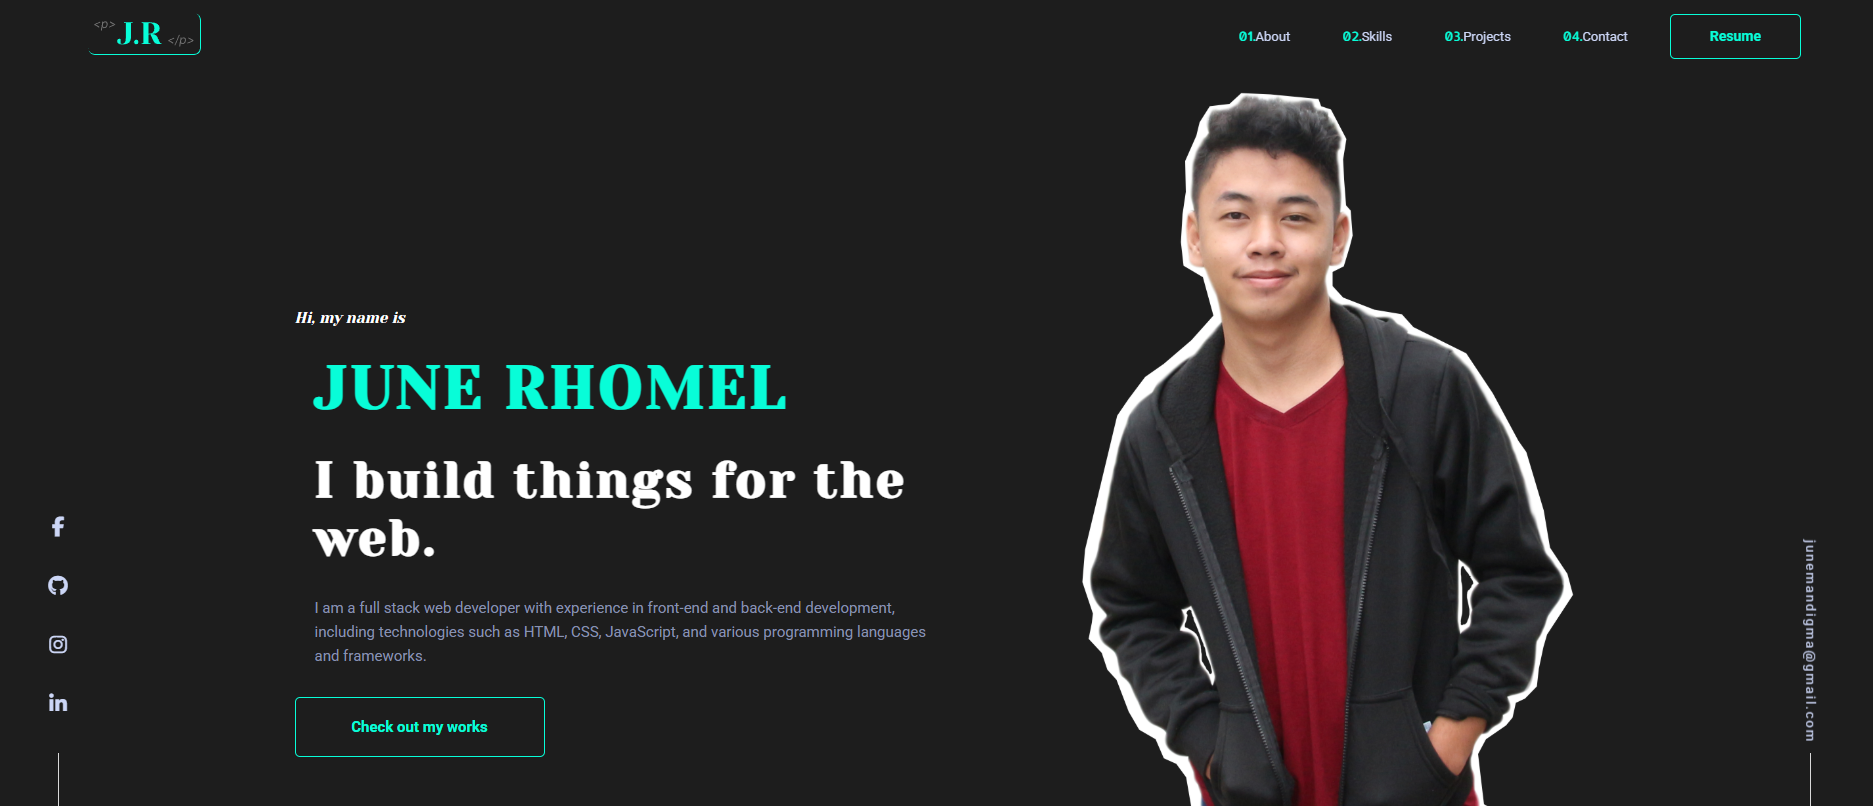 <p> J.R </p>
01.About 02.Skills 03.Projects 04.Contact Resume
Hi, my name is
JUNE RHOMEL
I build things for the
web.
I am a full stack web developer with experience in front-end and back-end development,
including technologies such as HTML, CSS, JavaScript, and various programming languages
and frameworks.
Check out my works
junemandigma@gmail.com